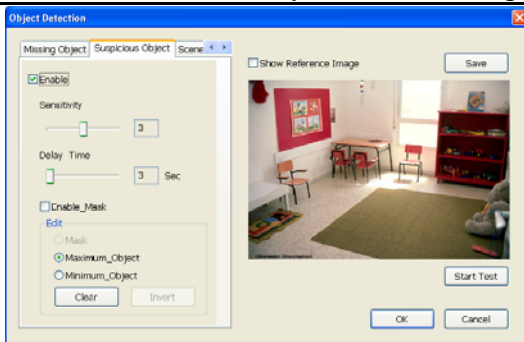 Object Detection
Missing Object
Suspicious Object
Scene
Enable
Sensitivity
3
Delay Time
3 Sec
Enable_Mask
Edit
Mask
Maximum_Object
Minimum_Object
Clear
Invert
Show Reference Image
Save
Start Test
OK
Cancel